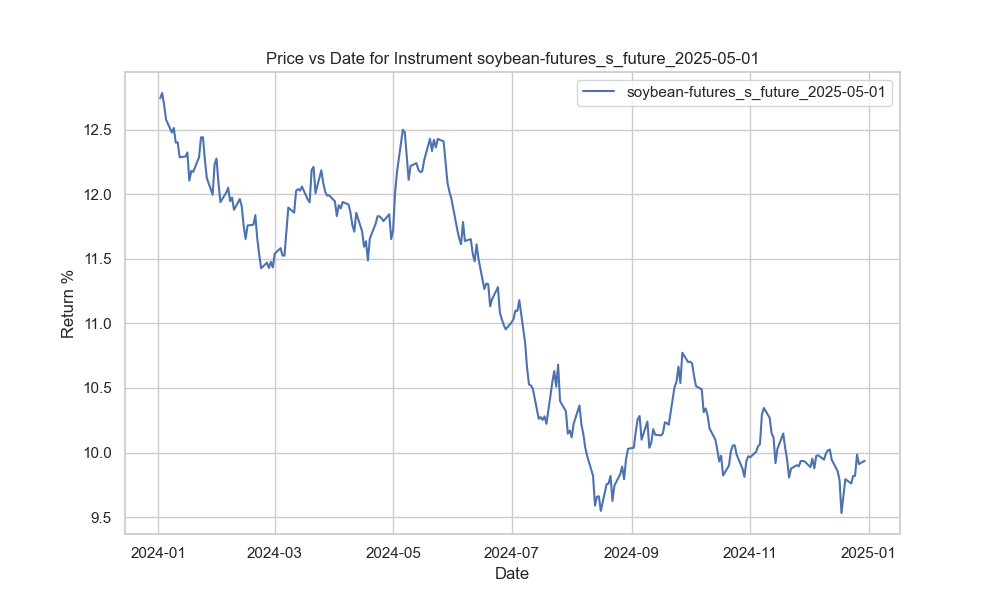 Price vs Date for Instrument soybean-futures_s_future_2025-05-01
soybean-futures_s_future_2025-05-01
12.5
12.0
11.5
11.0
10.5
10.0
9.5
Return %
2024-01 2024-03 2024-05 2024-07 2024-09 2024-11 2025-01
Date